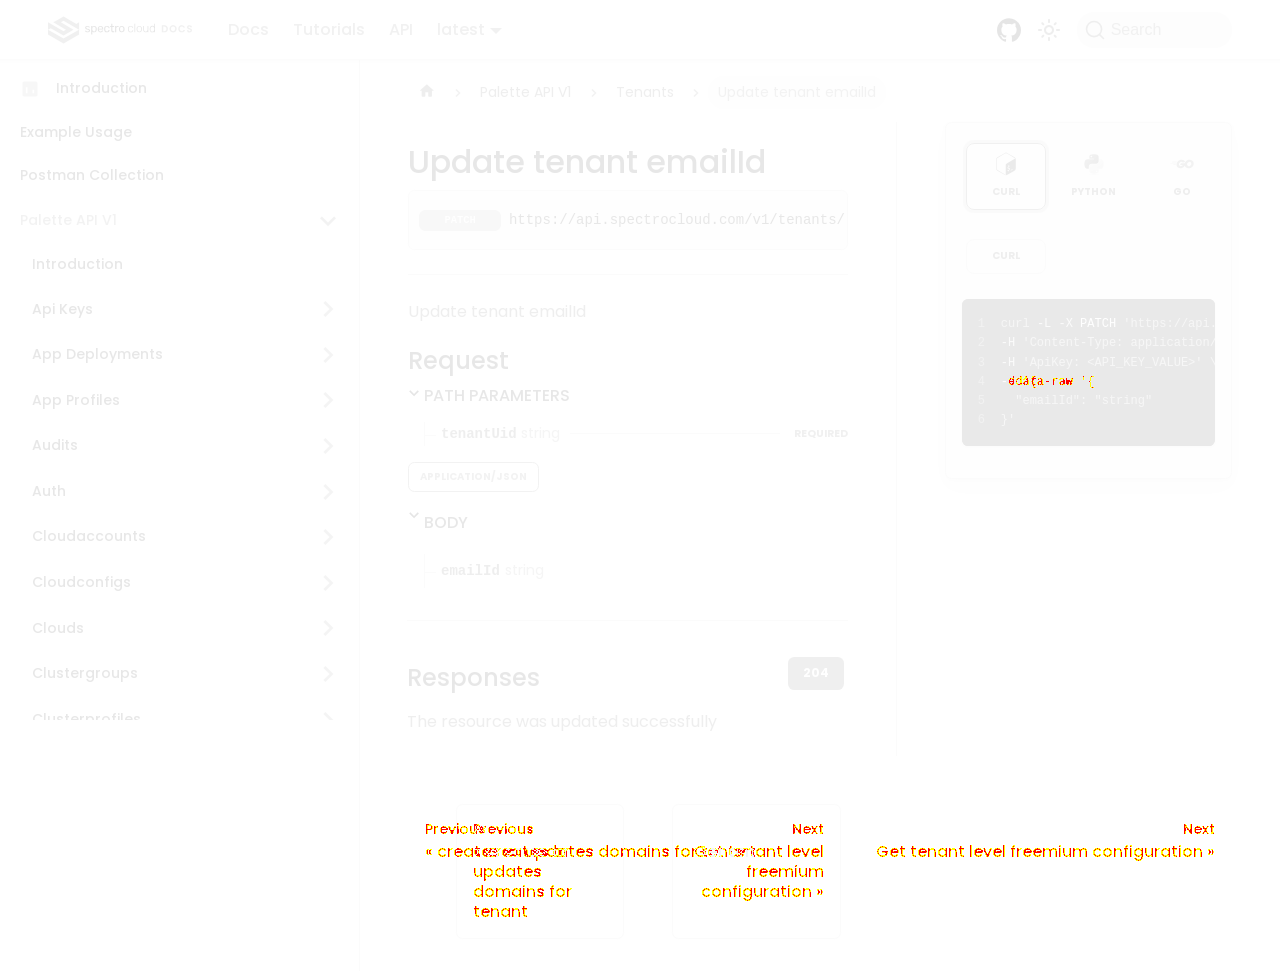 spectro cloud DOCS
Docs
Tutorials
API
latest
Search
Introduction
Example Usage
Postman Collection
Palette API V1
Introduction
Api Keys
App Deployments
App Profiles
Audits
Auth
Cloudaccounts
Cloudconfigs
Clouds
Clustergroups
Clusterprofiles
Palette API V1
Tenants
Update tenant emailId
Update tenant emailId
PATCH https://api.spectrocloud.com/v1/tenants/
Update tenant emailId
Request
PATH PARAMETERS
tenantUid string REQUIRED
APPLICATION/JSON
BODY
emailId string
Responses
204
The resource was updated successfully
CURL
PYTHON
GO
CURL
1 curl -L -X PATCH 'https://api.
2 -H 'Content-Type: application/
3 -H 'ApiKey: <API_KEY_VALUE>' \
4 data-raw '{
5 "emailId": "string"
6 }'
Previous
« create or updates domains for tenant
Previous
updates
domains for
tenant
Next
Get tenant level
freemium
configuration »
Next
Get tenant level freemium configuration »